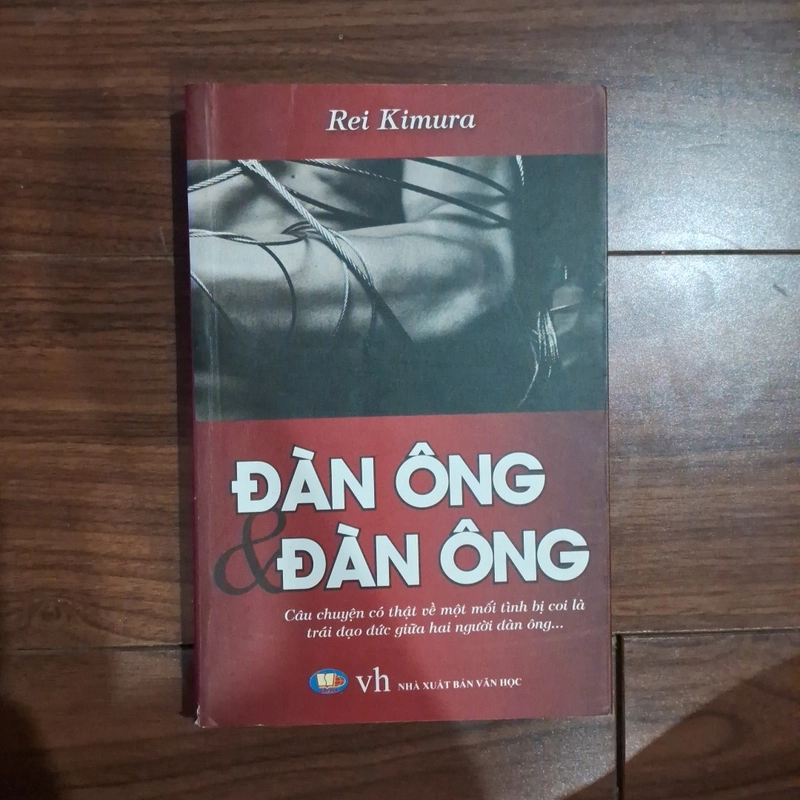 Rei Kimura
ĐÀN ÔNG
& ĐÀN ÔNG
Câu chuyện có thật về một mối tình bị coi là
trái đạo đức giữa hai người đàn ông...
vh NHÀ XUẤT BẢN VĂN HỌC